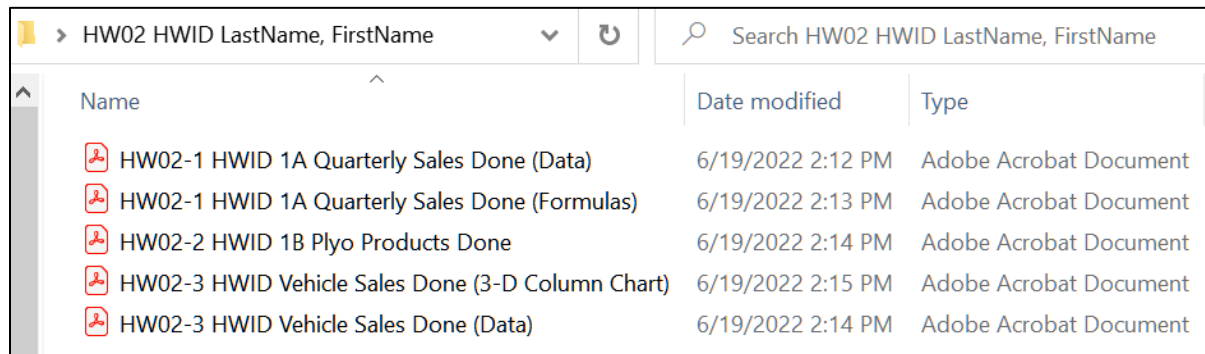 HW02 HWID LastName, FirstName Search HW02 HWID LastName, FirstName
Name Date modified Type
HW02-1 HWID 1A Quarterly Sales Done (Data) 6/19/2022 2:12 PM Adobe Acrobat Document
HW02-1 HWID 1A Quarterly Sales Done (Formulas) 6/19/2022 2:13 PM Adobe Acrobat Document
HW02-2 HWID 1B Plyo Products Done 6/19/2022 2:14 PM Adobe Acrobat Document
HW02-3 HWID Vehicle Sales Done (3-D Column Chart) 6/19/2022 2:15 PM Adobe Acrobat Document
HW02-3 HWID Vehicle Sales Done (Data) 6/19/2022 2:14 PM Adobe Acrobat Document